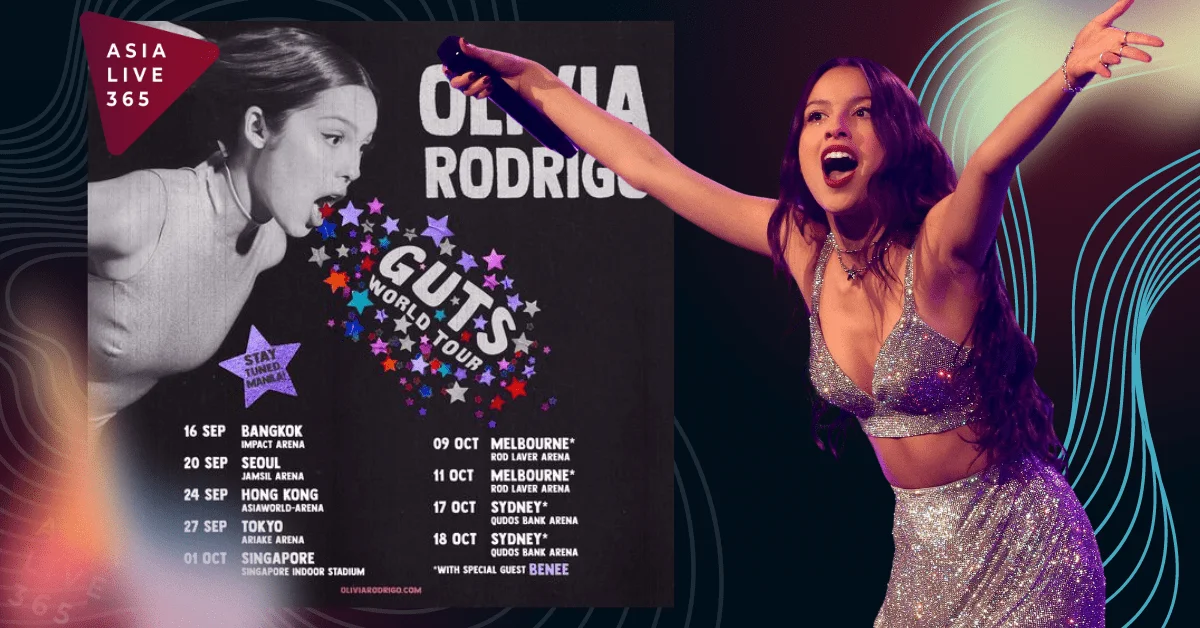 ASIA
LIVE
365
OLIVIA
RODRIGO
GUTS
WORLD TOUR
STAY
TUNED
MANILA!
16 SEP BANGKOK
IMPACT ARENA
20 SEP SEOUL
JAMSIL ARENA
24 SEP HONG KONG
ASIAWORLD-ARENA
27 SEP TOKYO
ARIAKE ARENA
01 OCT SINGAPORE
SINGAPORE INDOOR STADIUM
09 OCT MELBOURNE*
ROD LAVER ARENA
11 OCT MELBOURNE*
ROD LAVER ARENA
17 OCT SYDNEY*
QUDOS BANK ARENA
18 OCT SYDNEY*
QUDOS BANK ARENA
*WITH SPECIAL GUEST BENEE
OLIVIARODRIGO.COM
ASIA
LIVE
365